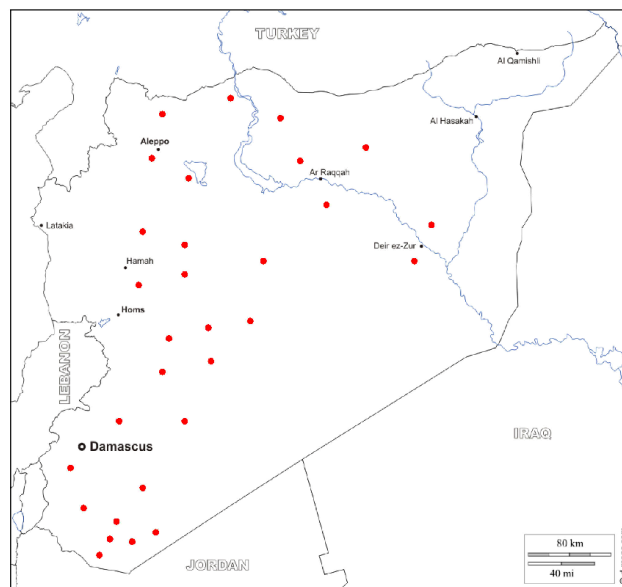 TURKEY
Al Qamishli
Al Hasakah
Aleppo
Ar Raqqah
Latakia
Deir ez-Zur
Hamah
Homs
LEBANON
Damascus
IRAQ
80 km
40 mi
JORDAN